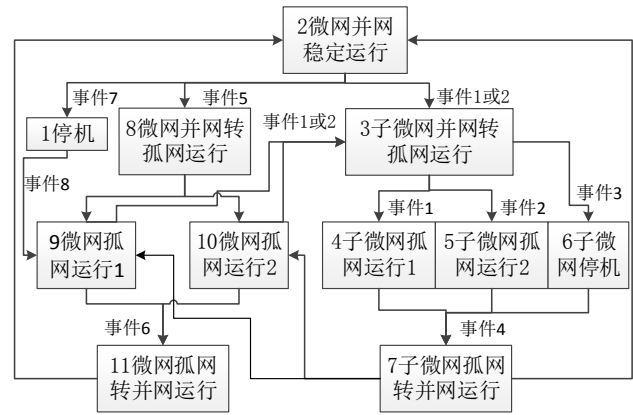 2微网并网
稳定运行
事件7
事件5
事件1或2
1停机
8微网并网转
孤网运行
事件1或2
3子微网并网转
孤网运行
事件8
事件1
事件2
事件3
9微网孤
网运行1
10微网孤
网运行2
4子微网孤
网运行1
5子微网孤
网运行2
6子微
网停机
事件6
事件4
11微网孤网
转并网运行
7子微网孤网
转并网运行